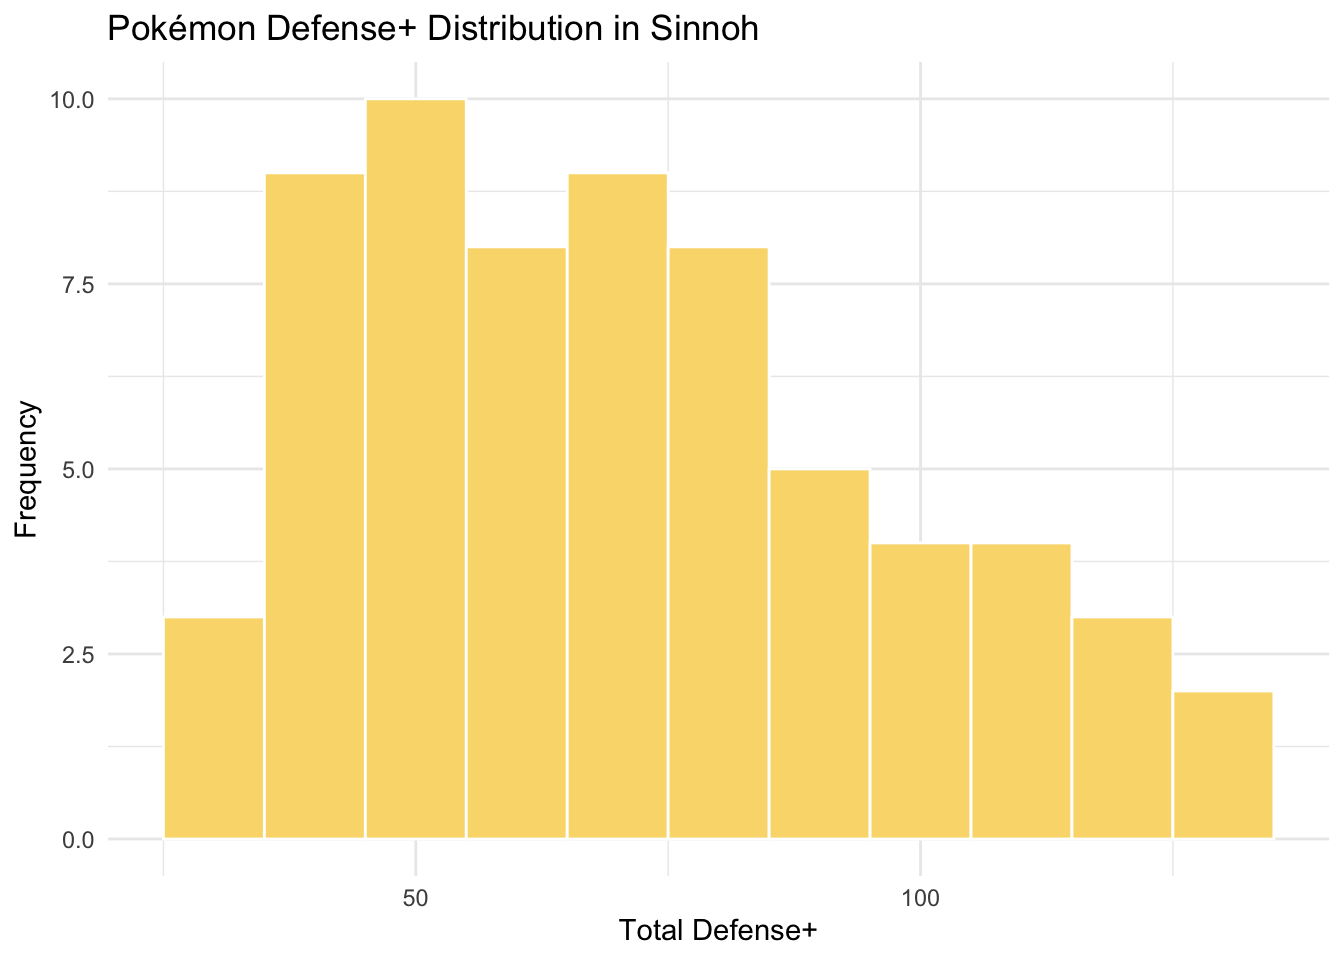 Pokémon Defense+ Distribution in Sinnoh
10.0
7.5
5.0
2.5
0.0
Frequency
50 100
Total Defense+